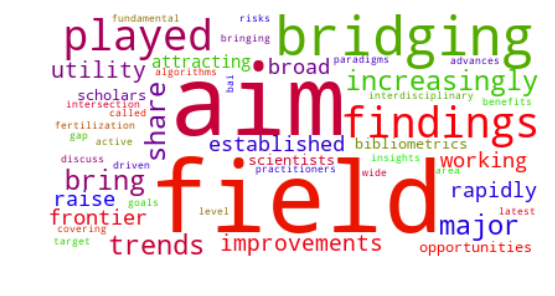 fundamental risks
played bridging
bringing
attracting paradigms advances
utility algorithms broad
bai increasingly
scholars aim interdisciplinary
intersection benefits
called share findings
fertilization
gap active established bibliometrics
discuss scientists insights working
driven practitioners wide area
bring field
raise goals rapidly
frontier level major latest
covering
target trends improvements opportunities